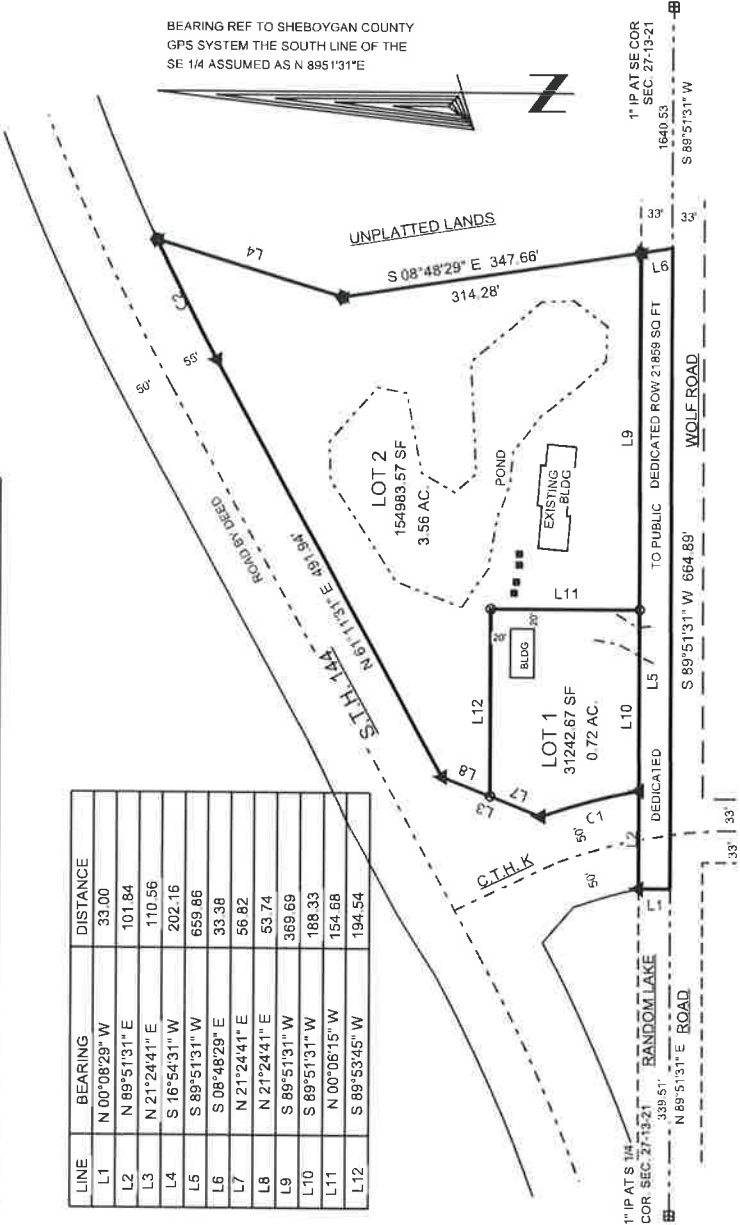 BEARING REF TO SHEBOYGAN COUNTY
GPS SYSTEM THE SOUTH LINE OF THE
SE 1/4 ASSUMED AS N 8951'31"E
N
1" IP AT SE COR
SEC. 27-13-21
1640.53
S 89°51'31" W
UNPLATTED LANDS
L4
S 08°48'29" E 347.66'
314.28'
33'
33'
L6
C2
55'
50'
ROAD BY DEED
N 61°11'31" E 491.94'
S.T.H. 144
LOT 2
154983.57 SF
3.56 AC.
POND
EXISTING
BLDG
L9
TO PUBLIC DEDICATED ROW 21859 SQ FT
WOLF ROAD
L11
20'
20'
BLDG
L12
LOT 1
31242.67 SF
0.72 AC.
L10
L5
S 89°51'31" W 664.89'
L8
L3
L7
C1
50'
50'
C.T.H. K
L2
DEDICATED
L1
33'
33'
RANDOM LAKE
ROAD
1" IP AT S 1/4
COR. SEC. 27-13-21
339.51'
N 89°51'31" E
LINE BEARING DISTANCE
L1 N 00°08'29" W 33.00
L2 N 89°51'31" E 101.84
L3 N 21°24'41" E 110.56
L4 S 16°54'31" W 202.16
L5 S 89°51'31" W 659.86
L6 S 08°48'29" E 33.38
L7 N 21°24'41" E 56.82
L8 N 21°24'41" E 53.74
L9 S 89°51'31" W 369.69
L10 S 89°51'31" W 188.33
L11 N 00°06'15" W 154.68
L12 S 89°53'45" W 194.54